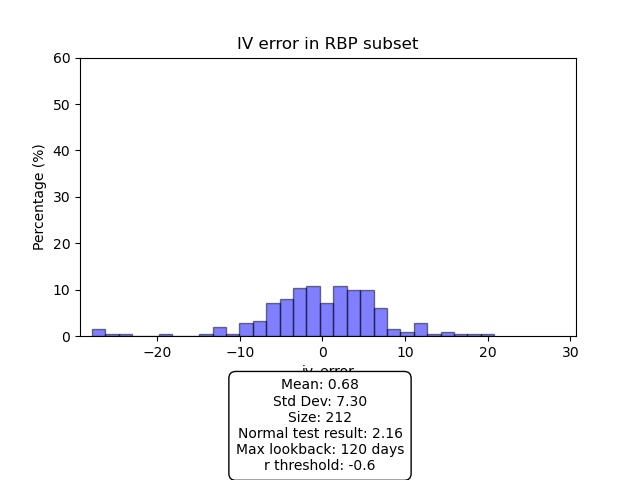 IV error in RBP subset
60
50
40
30
20
10
0
Percentage (%)
−20
−10
0
10
20
30
iv_error
Mean: 0.68
Std Dev: 7.30
Size: 212
Normal test result: 2.16
Max lookback: 120 days
r threshold: -0.6